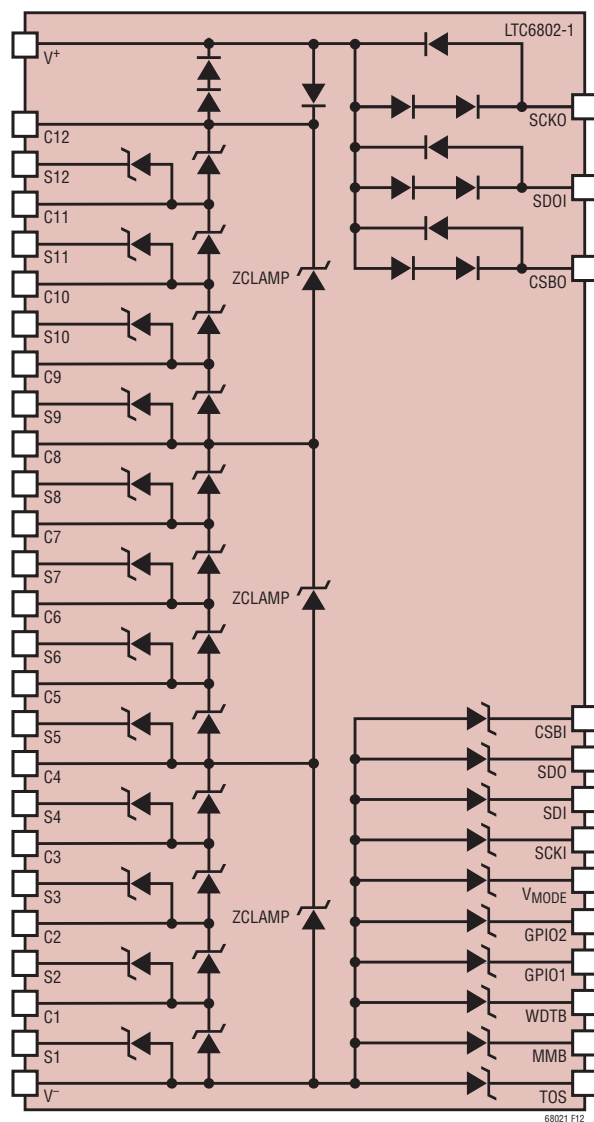 LTC6802-1
V+
SCKO
C12
S12
SDOI
C11
S11
CSBO
C10
ZCLAMP
S10
C9
S9
C8
S8
C7
S7
ZCLAMP
C6
S6
C5
S5
CSBI
C4
SDO
S4
SDI
C3
SCKI
S3
VMODE
C2
ZCLAMP
GPIO2
S2
GPIO1
C1
WDTB
S1
MMB
V–
TOS
68021 F12